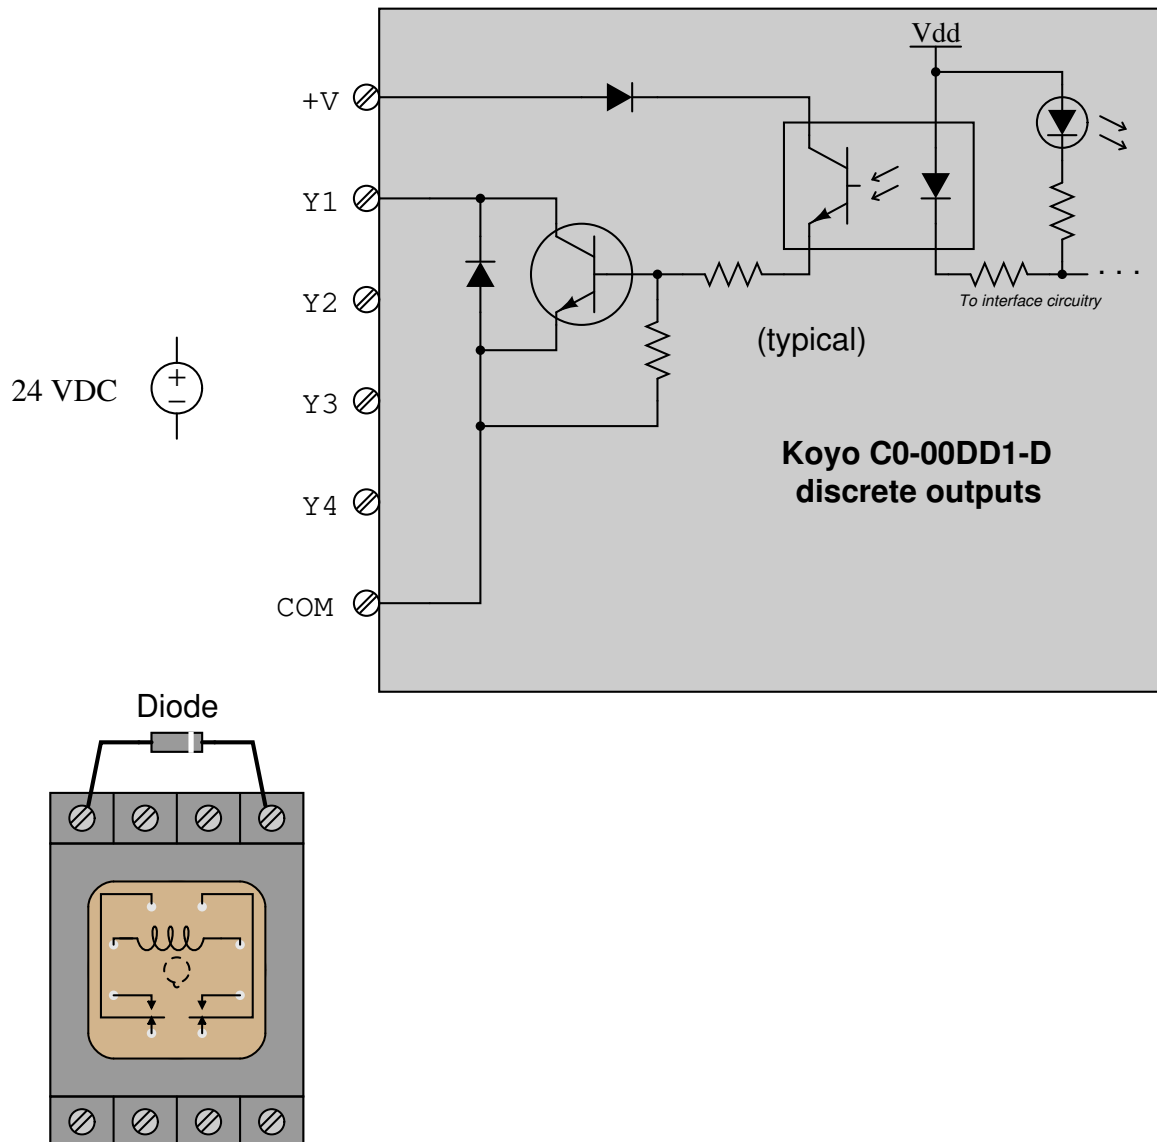 Vdd
+V
Y1
Y2
To interface circuitry
(typical)
24 VDC
+
−
Y3
Koyo C0-00DD1-D
discrete outputs
Y4
COM
Diode